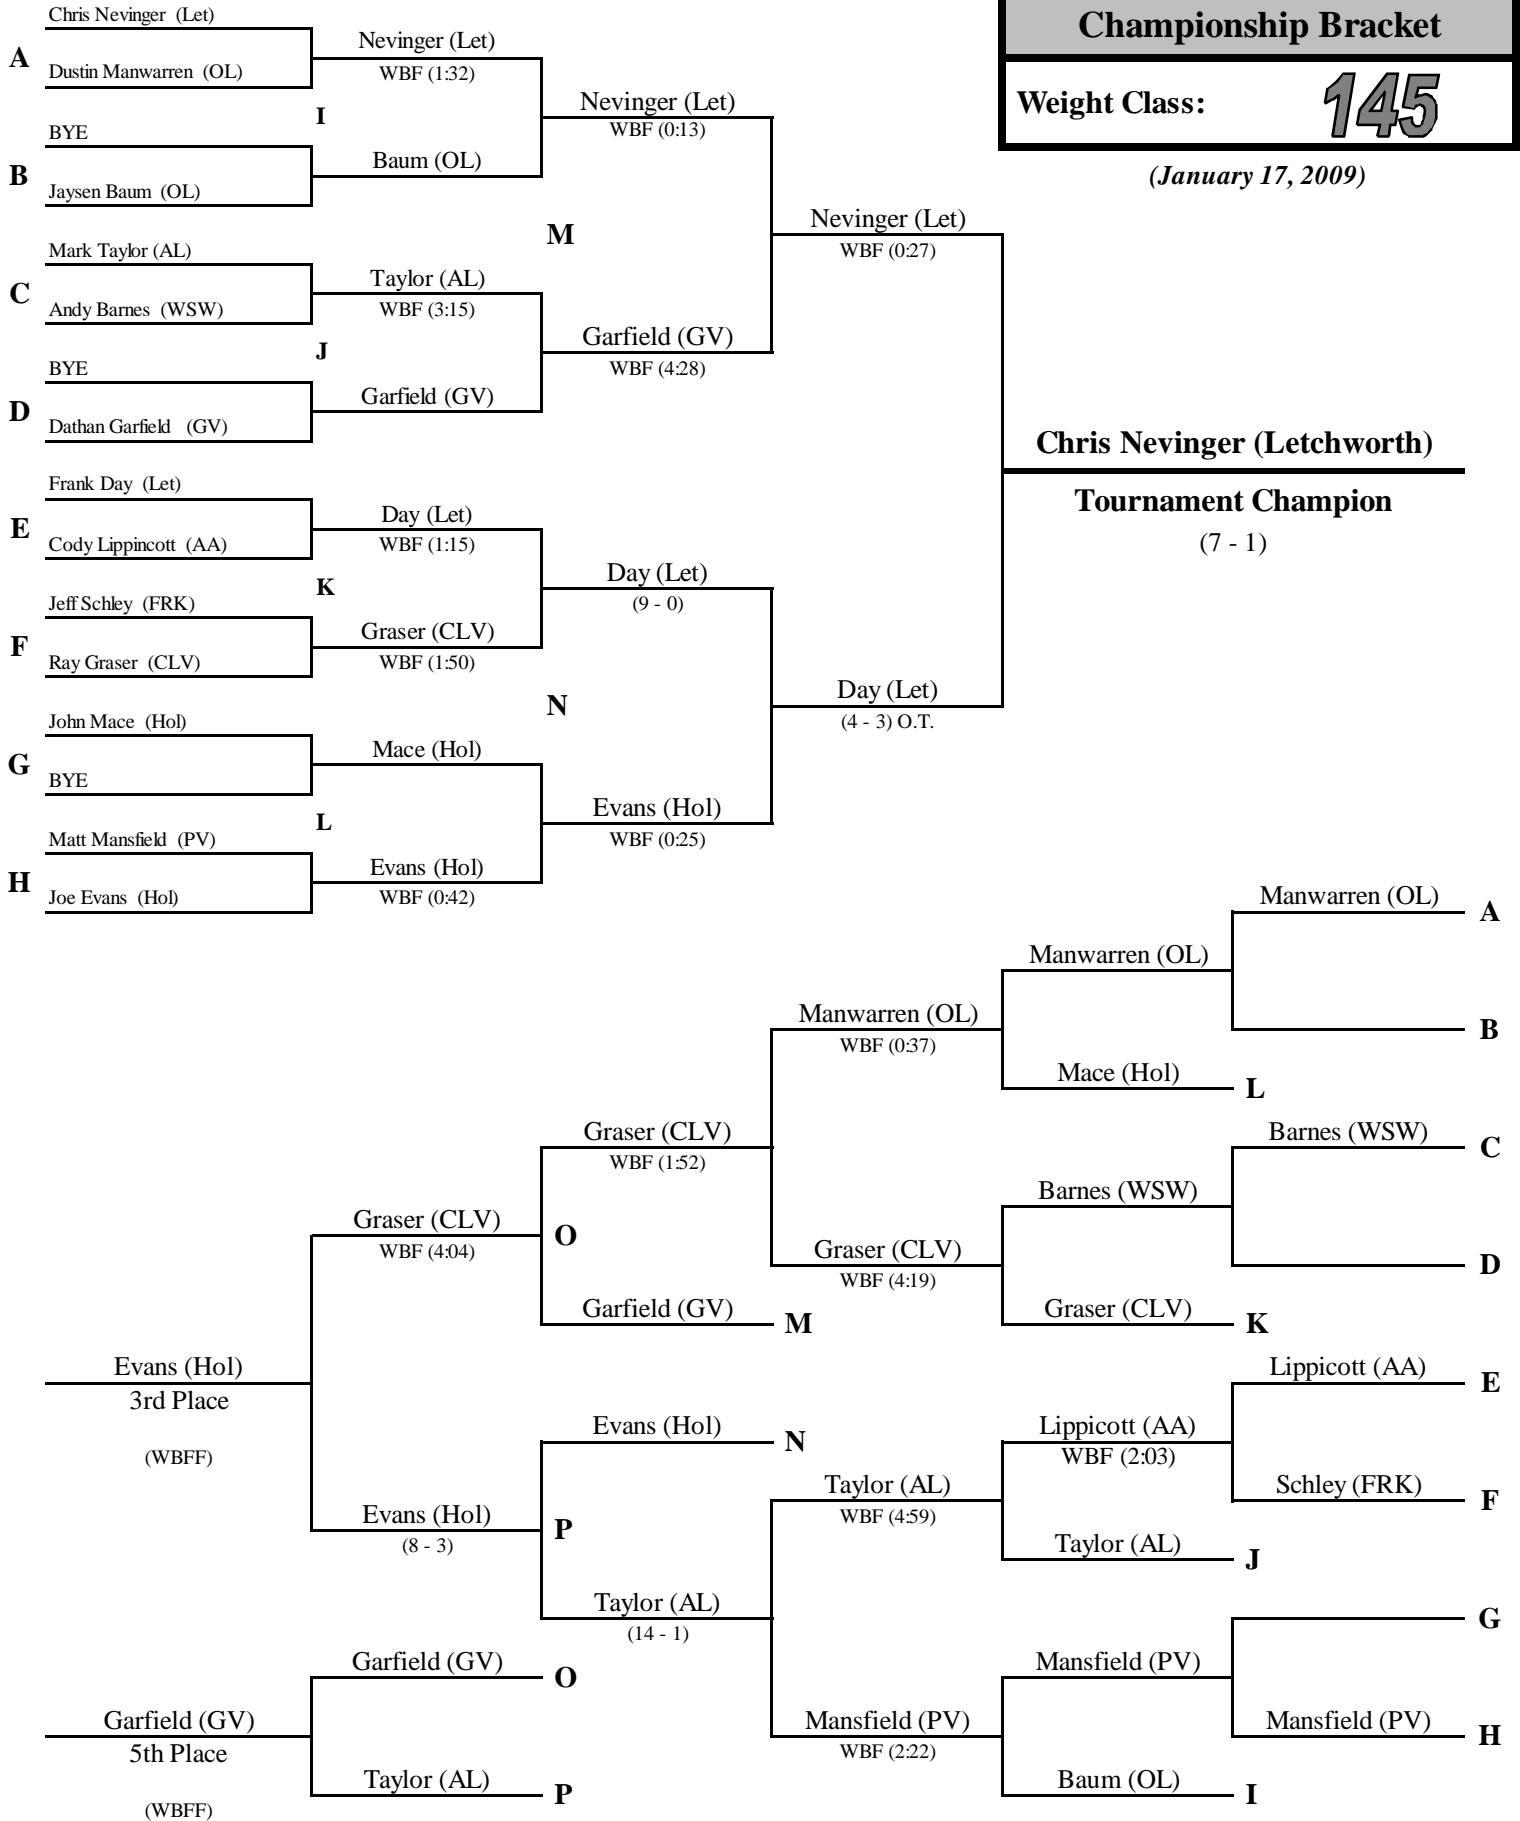 Championship Bracket
Weight Class: 145
(January 17, 2009)
Chris Nevinger (Let)
A
Dustin Manwarren (OL)
Nevinger (Let)
WBF (1:32)
I
BYE
B
Jaysen Baum (OL)
Baum (OL)
Nevinger (Let)
WBF (0:13)
M
Mark Taylor (AL)
C
Andy Barnes (WSW)
Taylor (AL)
WBF (3:15)
J
BYE
D
Dathan Garfield (GV)
Garfield (GV)
Garfield (GV)
WBF (4:28)
Nevinger (Let)
WBF (0:27)
Chris Nevinger (Letchworth)
Tournament Champion
(7 - 1)
Frank Day (Let)
E
Cody Lippincott (AA)
Day (Let)
WBF (1:15)
K
Jeff Schley (FRK)
F
Ray Graser (CLV)
Graser (CLV)
WBF (1:50)
Day (Let)
(9 - 0)
N
John Mace (Hol)
G
BYE
Mace (Hol)
L
Matt Mansfield (PV)
H
Joe Evans (Hol)
Evans (Hol)
WBF (0:42)
Evans (Hol)
WBF (0:25)
Day (Let)
(4 - 3) O.T.
Manwarren (OL)
A
Manwarren (OL)
B
Manwarren (OL)
WBF (0:37)
Mace (Hol)
L
Graser (CLV)
WBF (1:52)
Barnes (WSW)
C
Barnes (WSW)
D
Graser (CLV)
WBF (4:04)
O
Graser (CLV)
WBF (4:19)
Garfield (GV)
M
Graser (CLV)
K
Evans (Hol)
3rd Place
(WBFF)
Lippicott (AA)
E
Evans (Hol)
N
Lippicott (AA)
WBF (2:03)
Schley (FRK)
F
Taylor (AL)
WBF (4:59)
Evans (Hol)
(8 - 3)
P
Taylor (AL)
J
Taylor (AL)
(14 - 1)
G
Garfield (GV)
O
Mansfield (PV)
Garfield (GV)
5th Place
(WBFF)
Mansfield (PV)
WBF (2:22)
Mansfield (PV)
H
Taylor (AL)
P
Baum (OL)
I